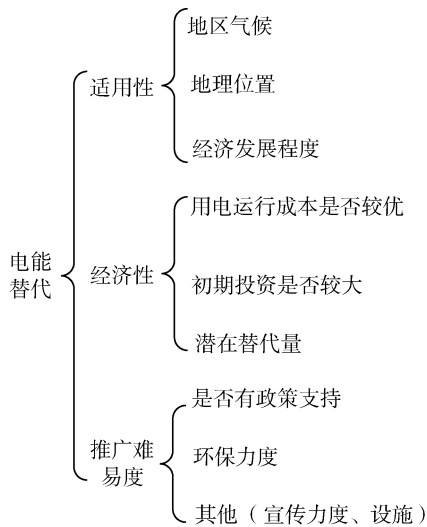 电能
替代
适用性
地区气候
地理位置
经济发展程度
经济性
用电运行成本是否较优
初期投资是否较大
潜在替代量
推广难
易度
是否有政策支持
环保力度
其他（宣传力度、设施）